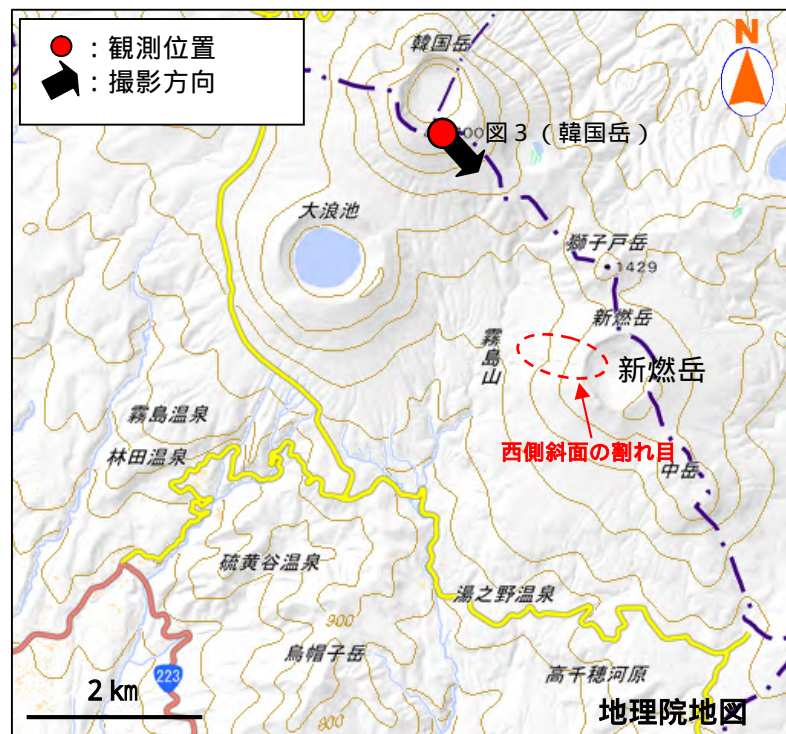 ：観測位置
：撮影方向
N
韓国岳
1700図３（韓国岳）
大浪池
獅子戸岳
1429
新燃岳
霧島山
新燃岳
西側斜面の割れ目
中岳
霧島温泉
林田温泉
硫黄谷温泉
湯之野温泉
900
烏帽子岳
高千穂河原
223
2㎞
900
地理院地図